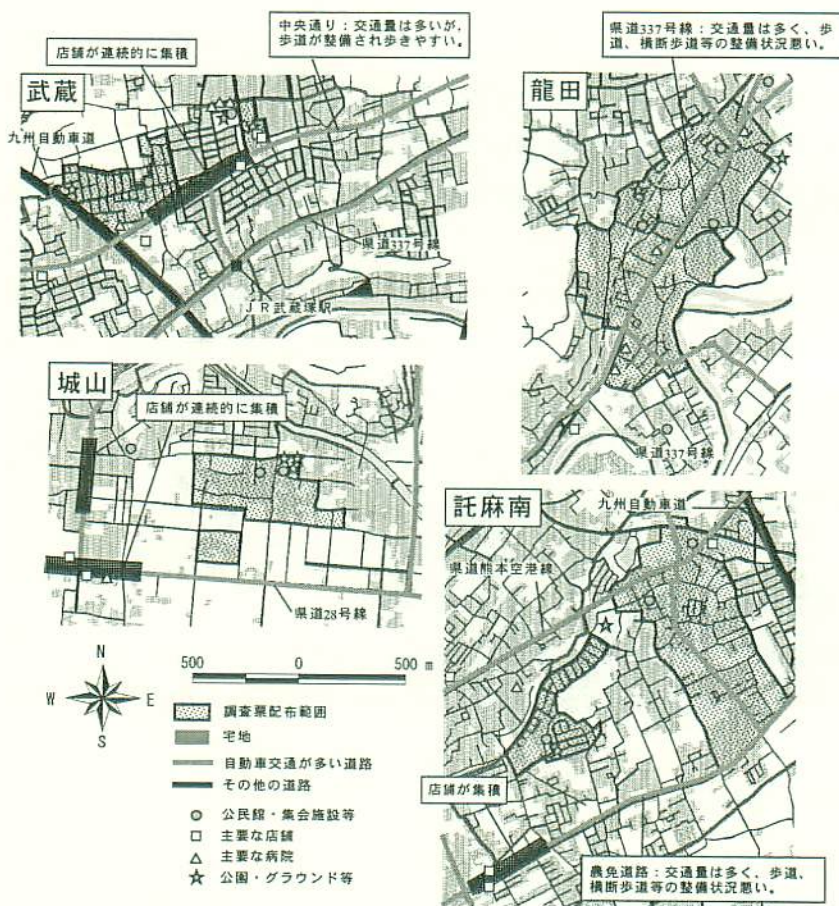 中央通り：交通量は多いが、
歩道が整備され歩きやすい。
店舗が連続的に集積
武蔵
九州自動車道
県道337号線
ＪＲ武蔵塚駅
県道337号線：交通量は多く、歩
道、横断歩道等の整備状況悪い。
龍田
県道337号線
城山
店舗が連続的に集積
県道28号線
託麻南
九州自動車道
県道熊本空港線
店舗が集積
農免道路：交通量は多く、歩道、
横断歩道等の整備状況悪い。
N
W
E
S
500
0
500 m
調査票配布範囲
宅地
自動車交通が多い道路
その他の道路
公民館・集会施設等
主要な店舗
主要な病院
公園・グラウンド等